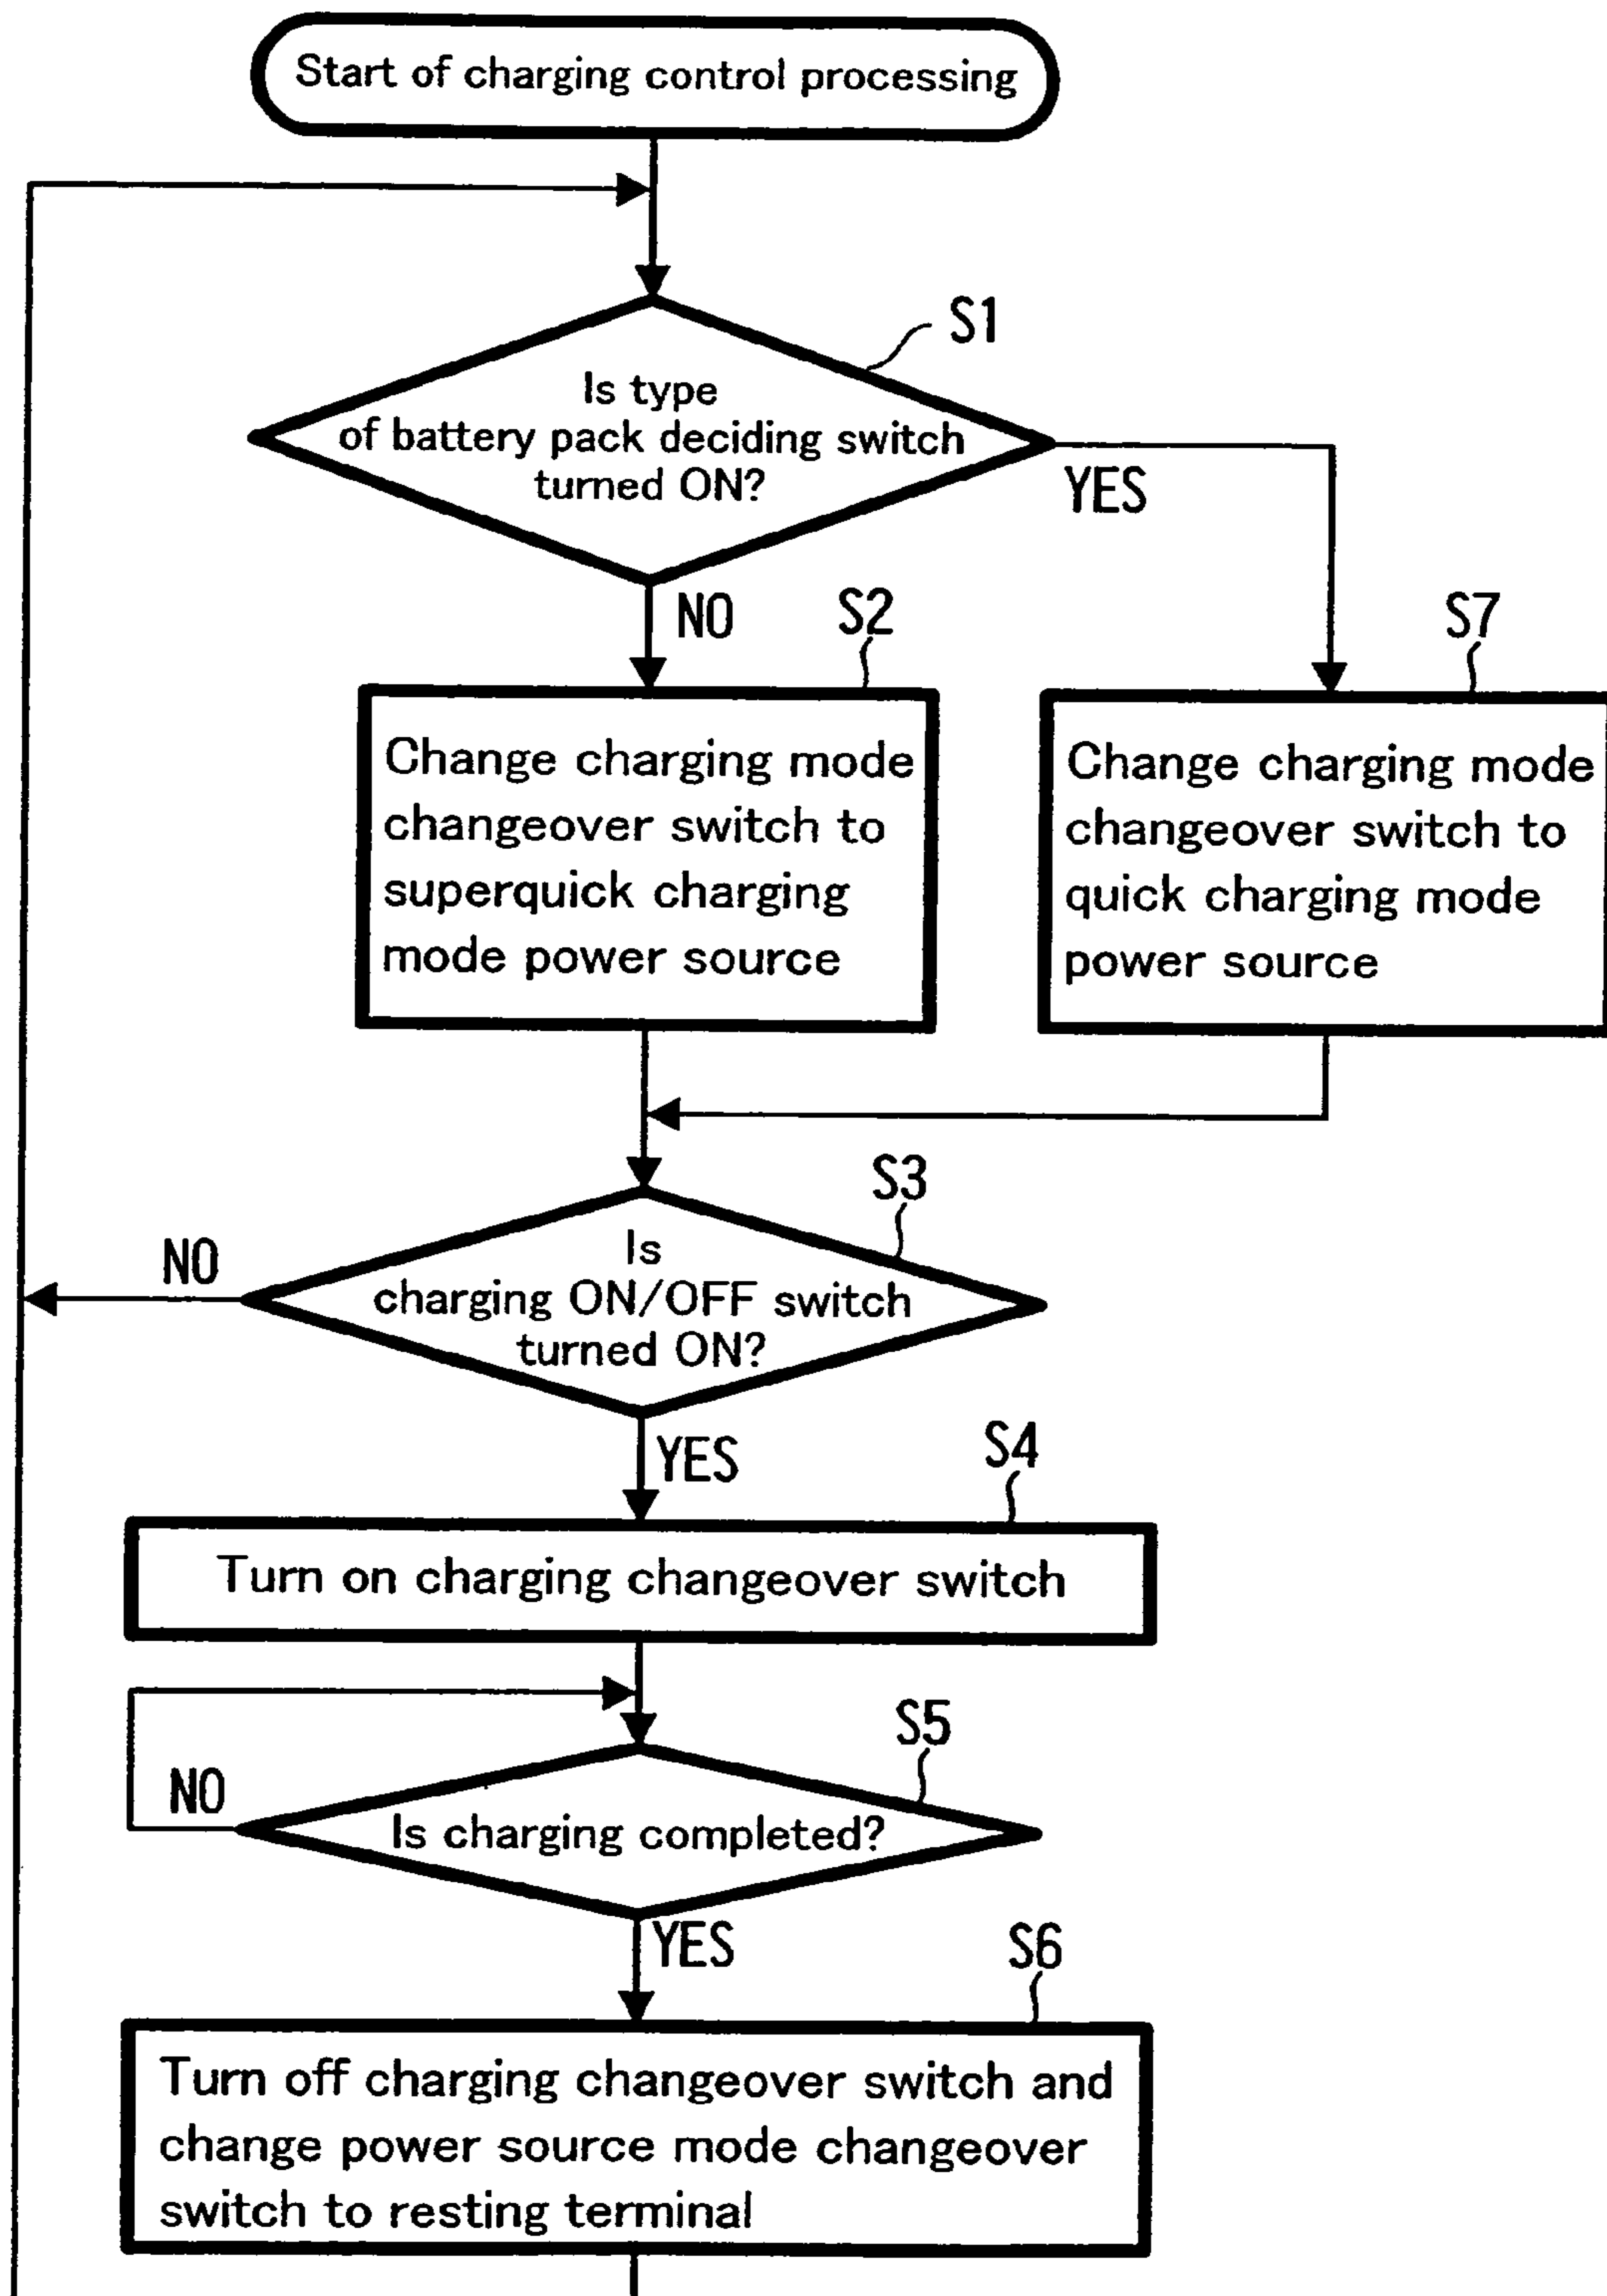 Start of charging control processing
S1
Is type
of battery pack deciding switch
turned ON?
YES
NO
S2
S7
Change charging mode
changeover switch to
superquick charging
mode power source
Change charging mode
changeover switch to
quick charging mode
power source
S3
NO
Is
charging ON/OFF switch
turned ON?
YES
S4
Turn on charging changeover switch
S5
NO
Is charging completed?
YES
S6
Turn off charging changeover switch and
change power source mode changeover
switch to resting terminal